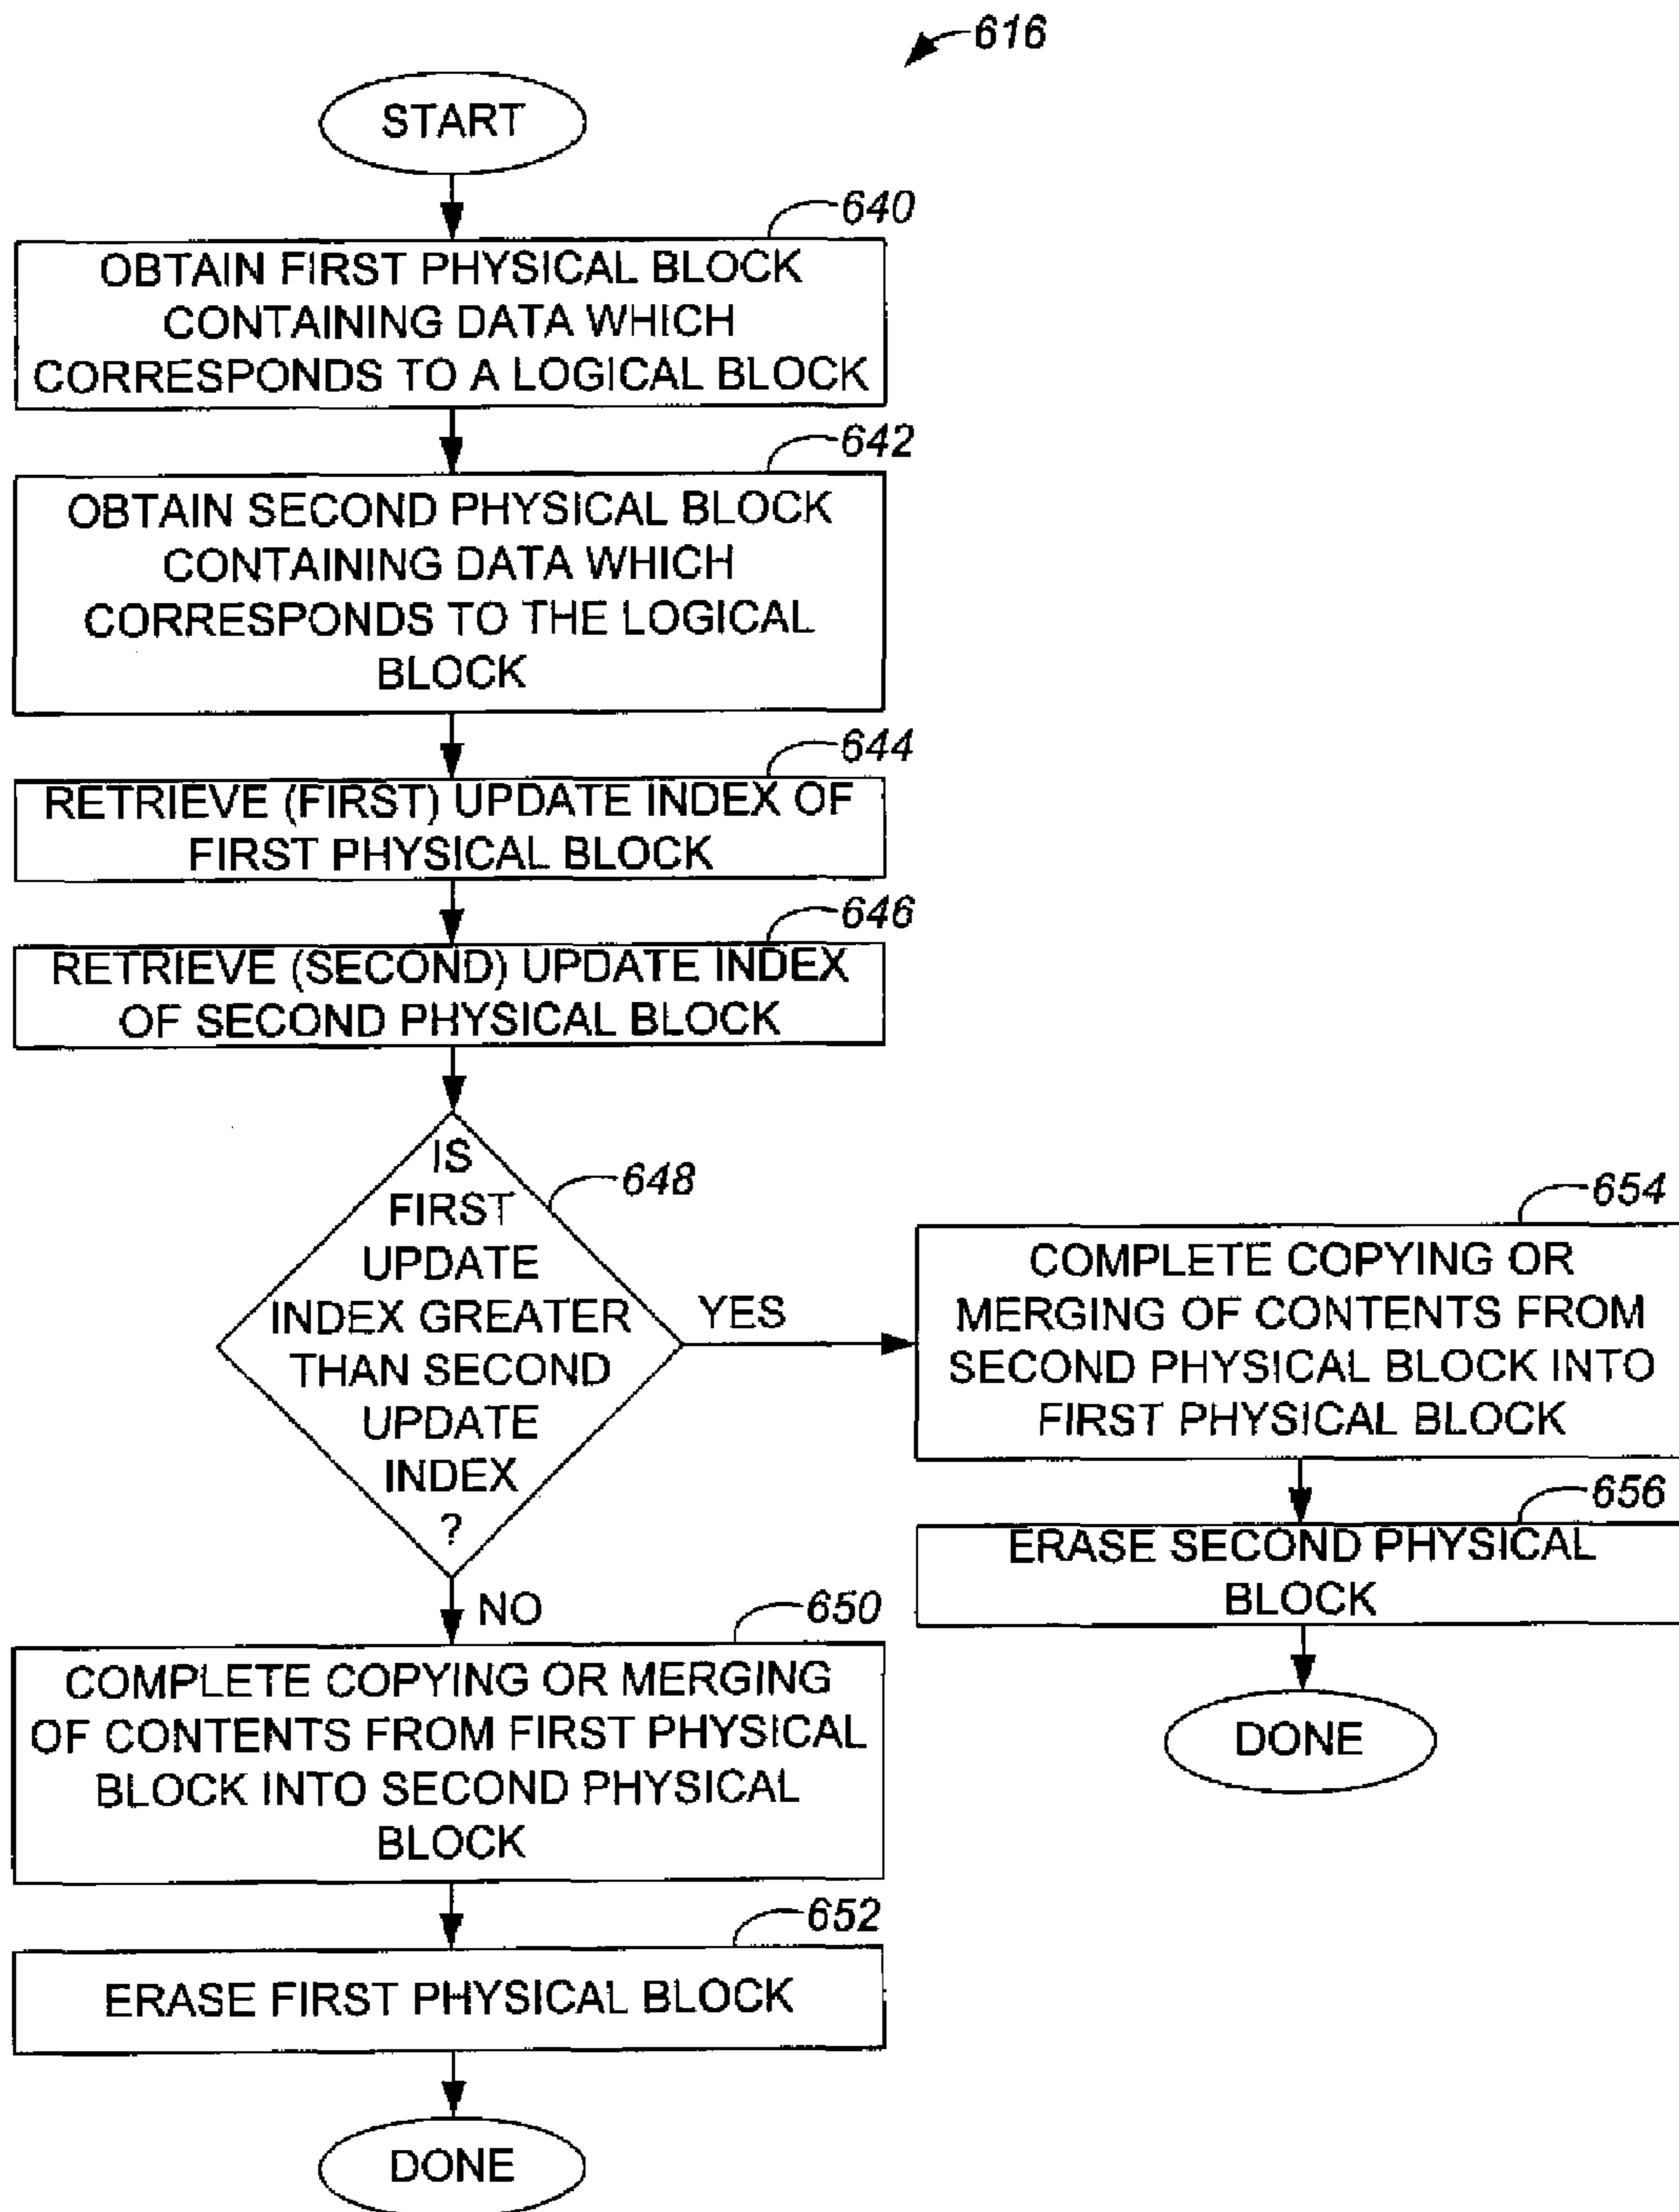 616
START
640
OBTAIN FIRST PHYSICAL BLOCK
CONTAINING DATA WHICH
CORRESPONDS TO A LOGICAL BLOCK
642
OBTAIN SECOND PHYSICAL BLOCK
CONTAINING DATA WHICH
CORRESPONDS TO THE LOGICAL
BLOCK
644
RETRIEVE (FIRST) UPDATE INDEX OF
FIRST PHYSICAL BLOCK
646
RETRIEVE (SECOND) UPDATE INDEX
OF SECOND PHYSICAL BLOCK
648
IS
FIRST
UPDATE
INDEX GREATER
THAN SECOND
UPDATE
INDEX
?
YES
654
COMPLETE COPYING OR
MERGING OF CONTENTS FROM
SECOND PHYSICAL BLOCK INTO
FIRST PHYSICAL BLOCK
656
ERASE SECOND PHYSICAL
BLOCK
DONE
NO
650
COMPLETE COPYING OR MERGING
OF CONTENTS FROM FIRST PHYSICAL
BLOCK INTO SECOND PHYSICAL
BLOCK
652
ERASE FIRST PHYSICAL BLOCK
DONE